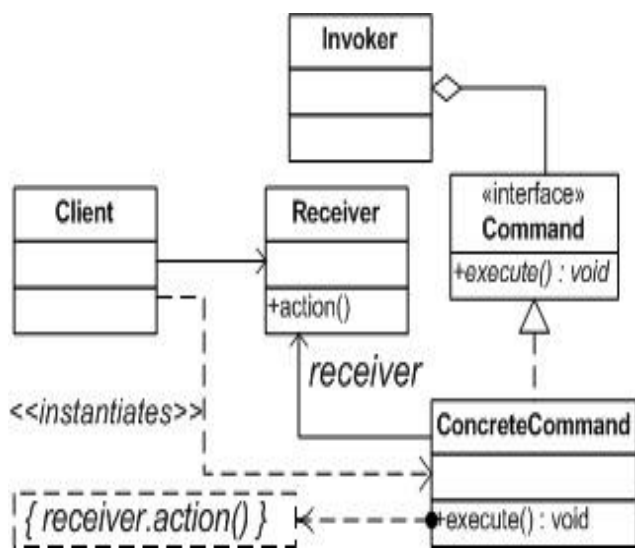 Invoker
Client
Receiver
+action()
«interface»
Command
+execute() : void
receiver
<<instantiates>>
ConcreteCommand
+execute() : void
{ receiver.action() }